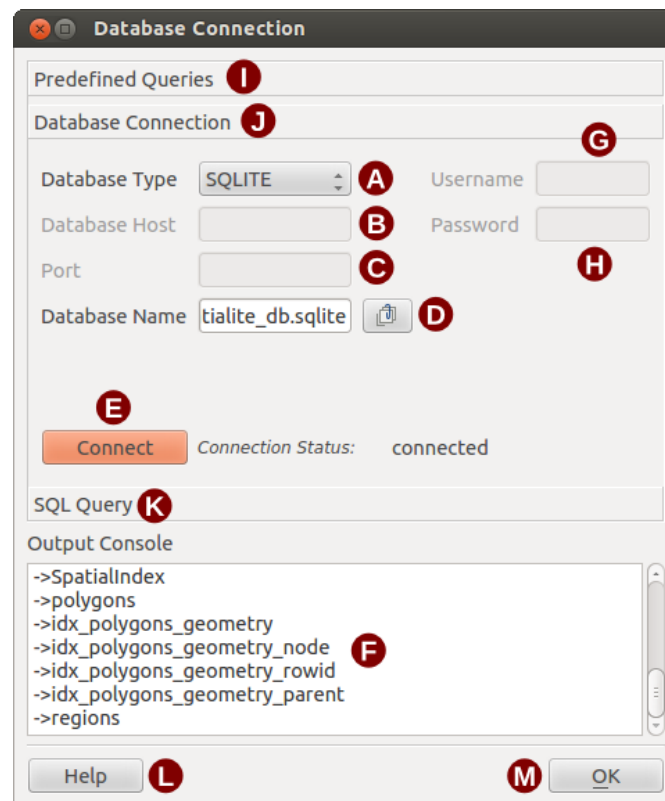 Database Connection
Predefined Queries I
Database Connection J
G
Database Type SQLITE A Username
Database Host B Password
Port C H
Database Name tialite_db.sqlite D
E
Connect Connection Status: connected
SQL Query K
Output Console
->SpatialIndex
->polygons
->idx_polygons_geometry
->idx_polygons_geometry_node F
->idx_polygons_geometry_rowid
->idx_polygons_geometry_parent
->regions
Help L M OK